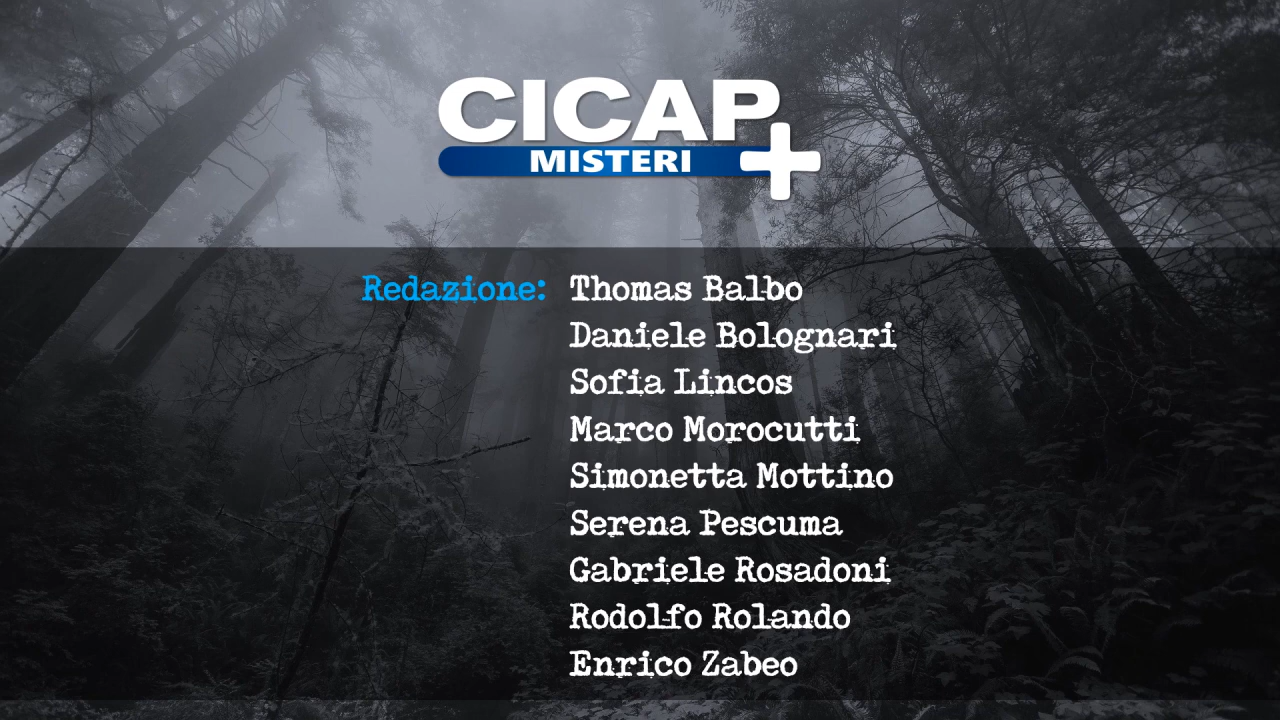 CICAP+
MISTERI
Redazione: Thomas Balbo
Daniele Bolognari
Sofia Lincos
Marco Morocutti
Simonetta Mottino
Serena Pescuma
Gabriele Rosadoni
Rodolfo Rolando
Enrico Zabeo